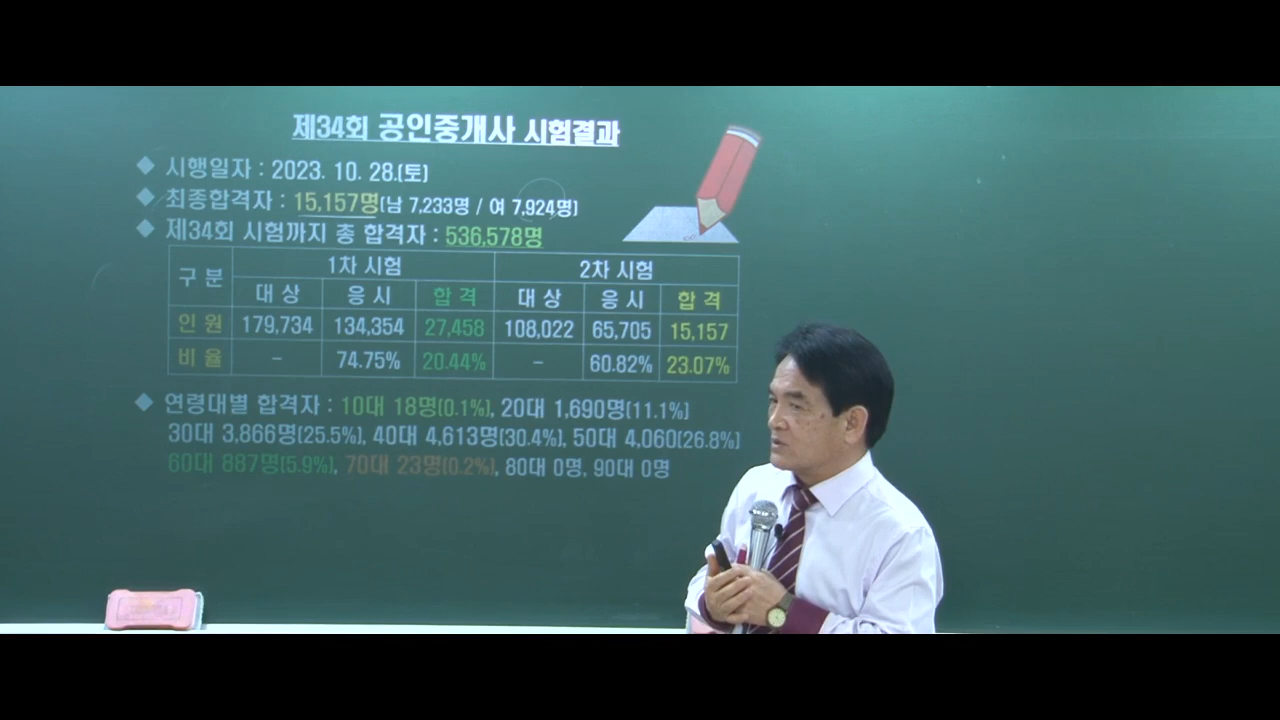 제34회 공인중개사 시험결과
◆ 시행일자 : 2023. 10. 28.(토)
◆ 최종합격자 : 15,157명(남 7,233명 / 여 7,924명)
◆ 제34회 시험까지 총 합격자 : 536,578명
구 분 1차 시험 2차 시험
대 상 응 시 합 격 대 상 응 시 합 격
인 원 179,734 134,354 27,458 108,022 65,705 15,157
비 율 - 74.75% 20.44% - 60.82% 23.07%
◆ 연령대별 합격자 : 10대 18명(0.1%), 20대 1,690명(11.1%)
30대 3,866명(25.5%), 40대 4,613명(30.4%), 50대 4,060(26.8%)
60대 887명(5.9%), 70대 23명(0.2%), 80대 0명, 90대 0명